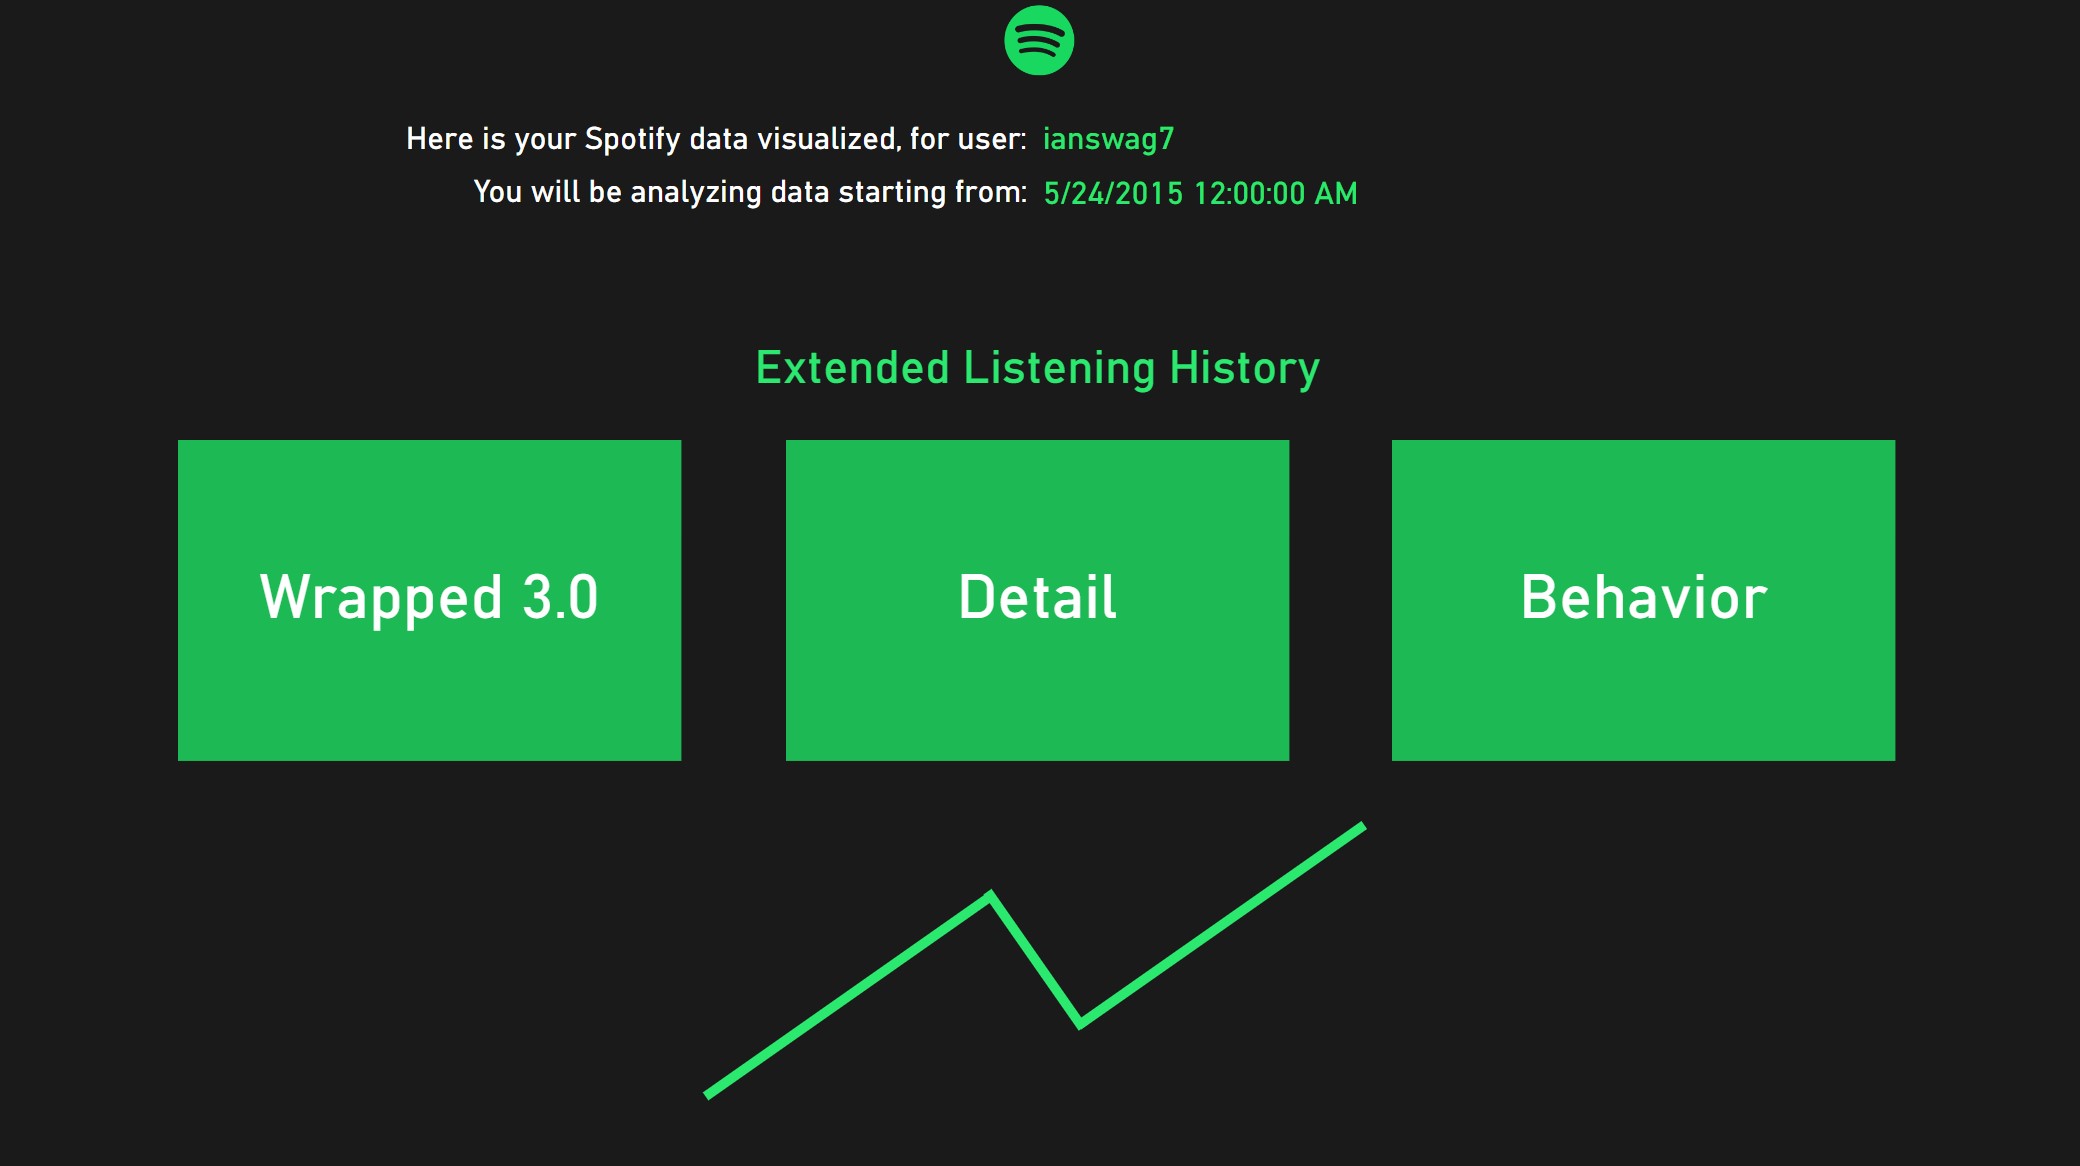 Here is your Spotify data visualized, for user: ianswag7
You will be analyzing data starting from: 5/24/2015 12:00:00 AM
Extended Listening History
Wrapped 3.0
Detail
Behavior